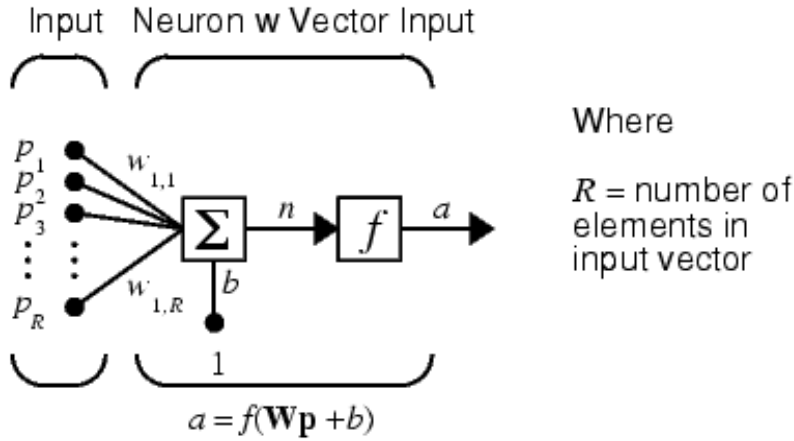 Input
Neuron w Vector Input
p1
p2
p3
pR
w1,1
w1,R
Σ
n
f
a
b
1
Where
R = number of
elements in
input vector
a = f(Wp + b)